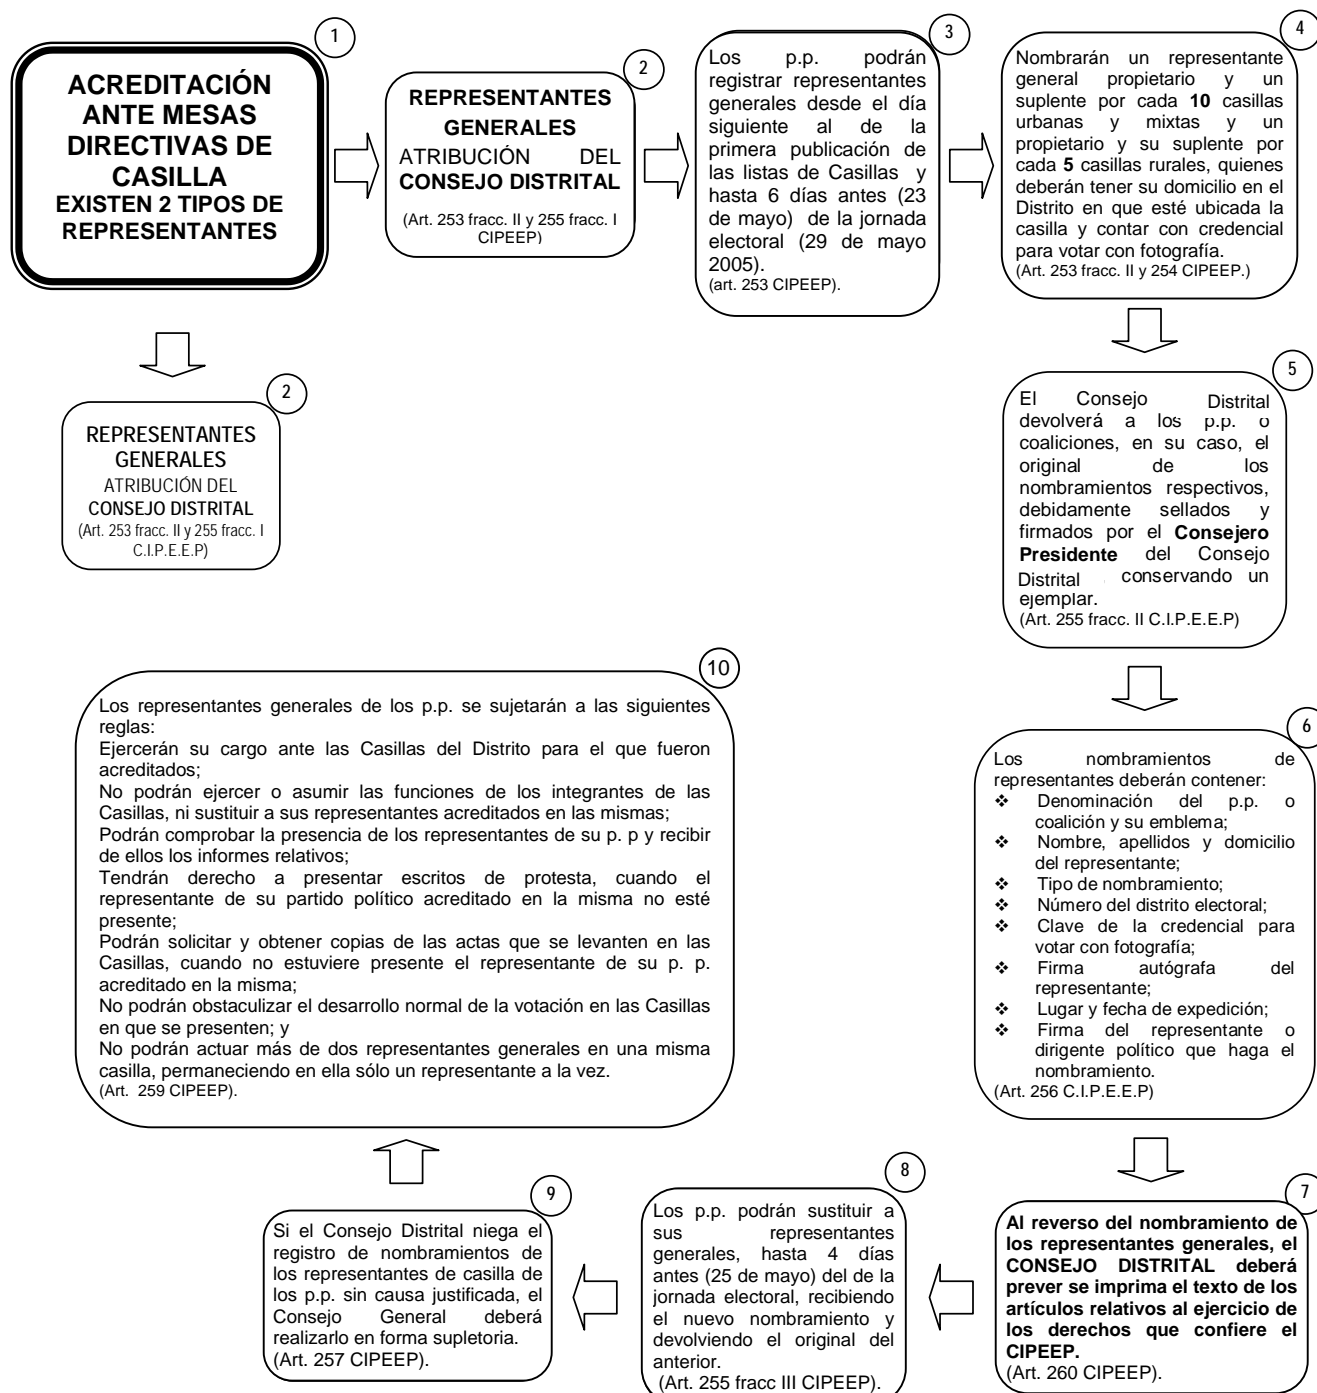 1
ACREDITACIÓN
ANTE MESAS
DIRECTIVAS DE
CASILLA
EXISTEN 2 TIPOS DE
REPRESENTANTES
2
REPRESENTANTES
GENERALES
ATRIBUCIÓN DEL
CONSEJO DISTRITAL
(Art. 253 fracc. II y 255 fracc. I
CIPEEP)
3
Los p.p. podrán
registrar representantes
generales desde el día
siguiente al de la
primera publicación de
las listas de Casillas y
hasta 6 días antes (23
de mayo) de la jornada
electoral (29 de mayo
2005).
(art. 253 CIPEEP).
4
Nombrarán un representante
general propietario y un
suplente por cada 10 casillas
urbanas y mixtas y un
propietario y su suplente por
cada 5 casillas rurales, quienes
deberán tener su domicilio en el
Distrito en que esté ubicada la
casilla y contar con credencial
para votar con fotografía.
(Art. 253 fracc. II y 254 CIPEEP.)
2
REPRESENTANTES
GENERALES
ATRIBUCIÓN DEL
CONSEJO DISTRITAL
(Art. 253 fracc. II y 255 fracc. I
C.I.P.E.E.P)
5
El Consejo Distrital
devolverá a los p.p. o
coaliciones, en su caso, el
original de los
nombramientos respectivos,
debidamente sellados y
firmados por el Consejero
Presidente del Consejo
Distrital conservando un
ejemplar.
(Art. 255 fracc. II C.I.P.E.E.P)
6
Los nombramientos de
representantes deberán contener:
❖ Denominación del p.p. o
coalición y su emblema;
❖ Nombre, apellidos y domicilio
del representante;
❖ Tipo de nombramiento;
❖ Número del distrito electoral;
❖ Clave de la credencial para
votar con fotografía;
❖ Firma autógrafa del
representante;
❖ Lugar y fecha de expedición;
❖ Firma del representante o
dirigente político que haga el
nombramiento.
(Art. 256 C.I.P.E.E.P)
7
Al reverso del nombramiento de
los representantes generales, el
CONSEJO DISTRITAL deberá
prever se imprima el texto de los
artículos relativos al ejercicio de
los derechos que confiere el
CIPEEP.
(Art. 260 CIPEEP).
8
Los p.p. podrán sustituir a
sus representantes
generales, hasta 4 días
antes (25 de mayo) del de la
jornada electoral, recibiendo
el nuevo nombramiento y
devolviendo el original del
anterior.
(Art. 255 fracc III CIPEEP).
9
Si el Consejo Distrital niega el
registro de nombramientos de
los representantes de casilla de
los p.p. sin causa justificada, el
Consejo General deberá
realizarlo en forma supletoria.
(Art. 257 CIPEEP).
10
Los representantes generales de los p.p. se sujetarán a las siguientes
reglas:
Ejercerán su cargo ante las Casillas del Distrito para el que fueron
acreditados;
No podrán ejercer o asumir las funciones de los integrantes de las
Casillas, ni sustituir a sus representantes acreditados en las mismas;
Podrán comprobar la presencia de los representantes de su p. p y recibir
de ellos los informes relativos;
Tendrán derecho a presentar escritos de protesta, cuando el
representante de su partido político acreditado en la misma no esté
presente;
Podrán solicitar y obtener copias de las actas que se levanten en las
Casillas, cuando no estuviere presente el representante de su p. p.
acreditado en la misma;
No podrán obstaculizar el desarrollo normal de la votación en las Casillas
en que se presenten; y
No podrán actuar más de dos representantes generales en una misma
casilla, permaneciendo en ella sólo un representante a la vez.
(Art. 259 CIPEEP).